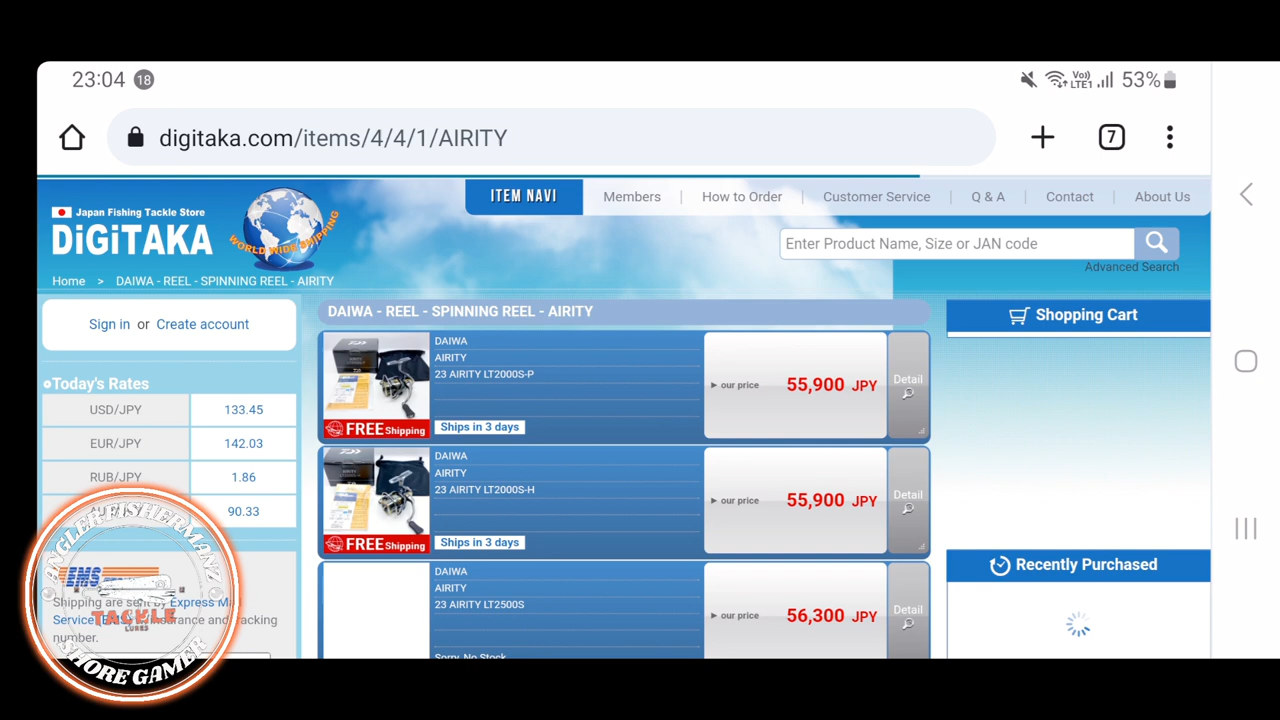 23:04 18
Vo)) LTE1 53%
digitaka.com/items/4/4/1/AIRITY
7
ITEM NAVI
Members | How to Order | Customer Service | Q & A | Contact | About Us
Japan Fishing Tackle Store
DiGiTAKA
WORLD WIDE SHIPPING
Enter Product Name, Size or JAN code
Advanced Search
Home > DAIWA - REEL - SPINNING REEL - AIRITY
Sign in or Create account
Today's Rates
USD/JPY 133.45
EUR/JPY 142.03
RUB/JPY 1.86
90.33
DAIWA - REEL - SPINNING REEL - AIRITY
DAIWA
AIRITY
23 AIRITY LT2000S-P
FREE Shipping
Ships in 3 days
our price 55,900 JPY
Detail
DAIWA
AIRITY
23 AIRITY LT2000S-H
FREE Shipping
Ships in 3 days
our price 55,900 JPY
Detail
DAIWA
AIRITY
23 AIRITY LT2500S
Sorry, No Stock
our price 56,300 JPY
Detail
Shopping Cart
Recently Purchased
EMS
Shipping are sent by Express M
Service(EMS) insurance and tracking
number.
ANGLER FISHERMANZ
TACKLE
LURED
SHORE GAMER